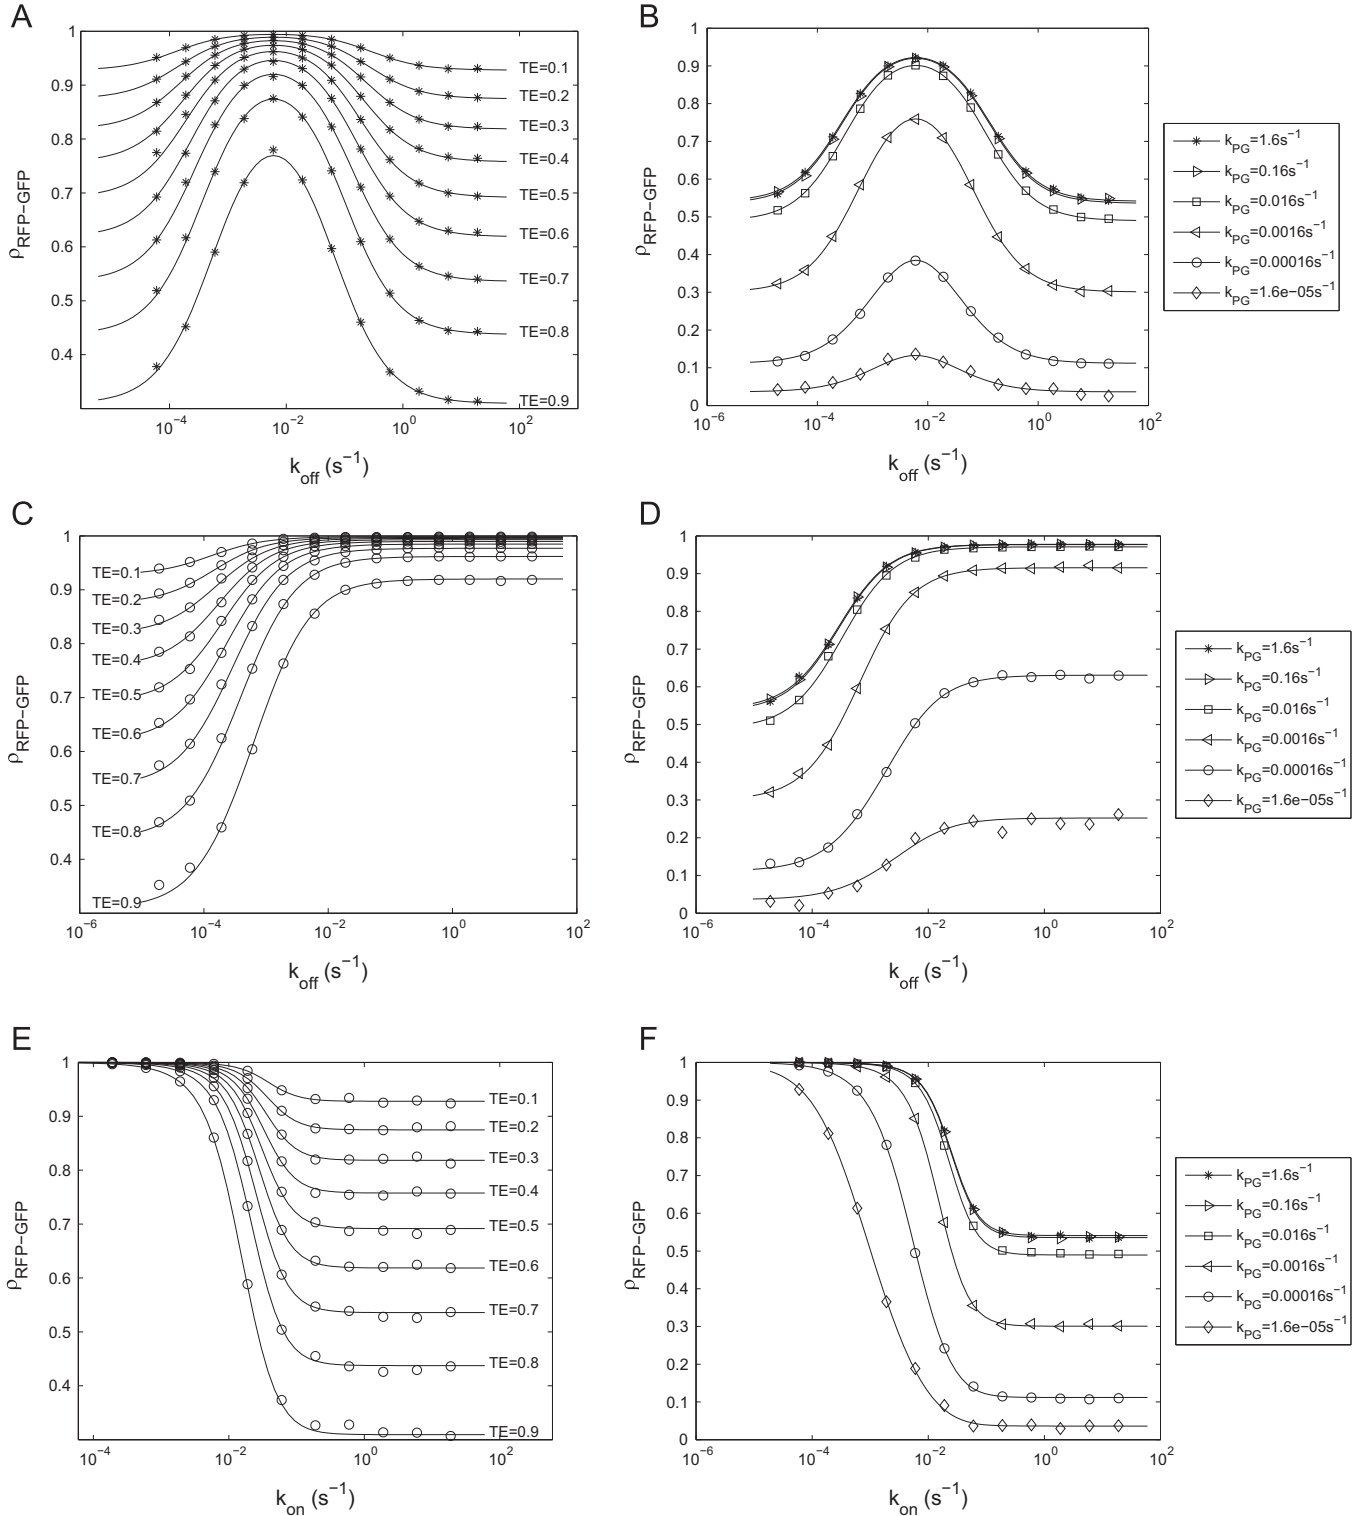 A
1
0.9
0.8
0.7
0.6
0.5
0.4
ρRFP−GFP
TE=0.1
TE=0.2
TE=0.3
TE=0.4
TE=0.5
TE=0.6
TE=0.7
TE=0.8
TE=0.9
10−4
10−2
100
102
koff (s−1)
B
1
0.9
0.8
0.7
0.6
0.5
0.4
0.3
0.2
0.1
0
ρRFP−GFP
10−6
10−4
10−2
100
102
koff (s−1)
kPG=1.6s−1
kPG=0.16s−1
kPG=0.016s−1
kPG=0.0016s−1
kPG=0.00016s−1
kPG=1.6e−05s−1
C
1
0.9
0.8
0.7
0.6
0.5
0.4
ρRFP−GFP
TE=0.1
TE=0.2
TE=0.3
TE=0.4
TE=0.5
TE=0.6
TE=0.7
TE=0.8
TE=0.9
10−6
10−4
10−2
100
102
koff (s−1)
D
1
0.9
0.8
0.7
0.6
0.5
0.4
0.3
0.2
0.1
0
ρRFP−GFP
10−6
10−4
10−2
100
102
koff (s−1)
kPG=1.6s−1
kPG=0.16s−1
kPG=0.016s−1
kPG=0.0016s−1
kPG=0.00016s−1
kPG=1.6e−05s−1
E
1
0.9
0.8
0.7
0.6
0.5
0.4
ρRFP−GFP
TE=0.1
TE=0.2
TE=0.3
TE=0.4
TE=0.5
TE=0.6
TE=0.7
TE=0.8
TE=0.9
10−4
10−2
100
102
kon (s−1)
F
1
0.9
0.8
0.7
0.6
0.5
0.4
0.3
0.2
0.1
0
ρRFP−GFP
10−6
10−4
10−2
100
102
kon (s−1)
kPG=1.6s−1
kPG=0.16s−1
kPG=0.016s−1
kPG=0.0016s−1
kPG=0.00016s−1
kPG=1.6e−05s−1